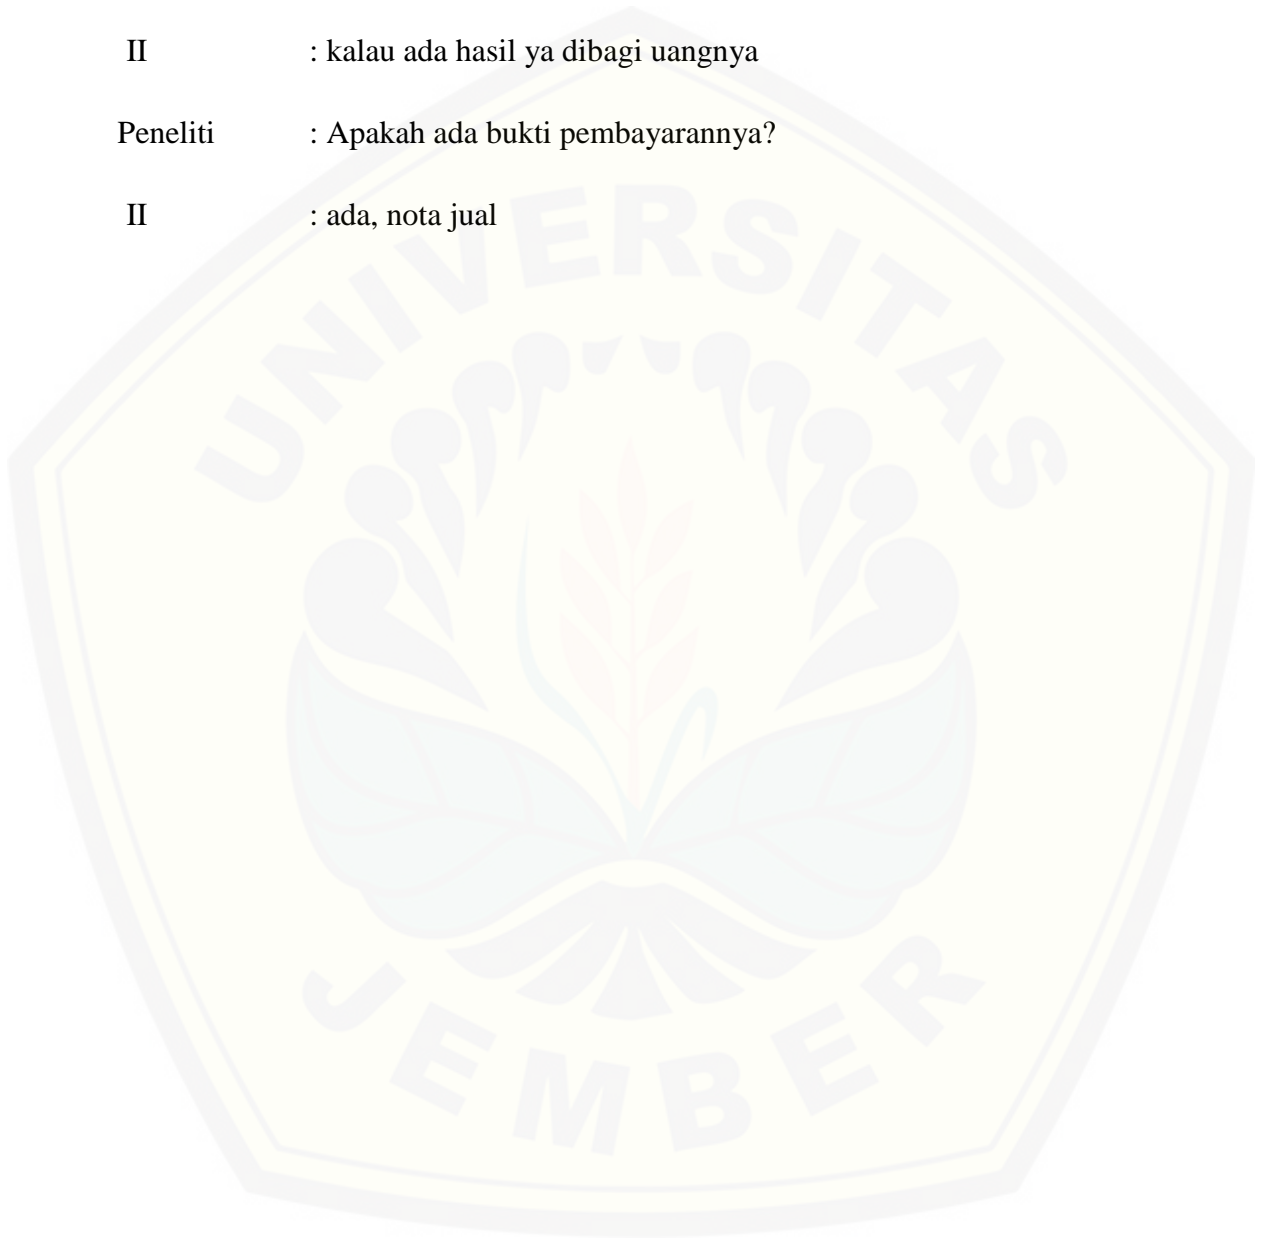 II : kalau ada hasil ya dibagi uangnya
Peneliti : Apakah ada bukti pembayarannya?
II : ada, nota jual
UNIVERSITAS
JEMBER